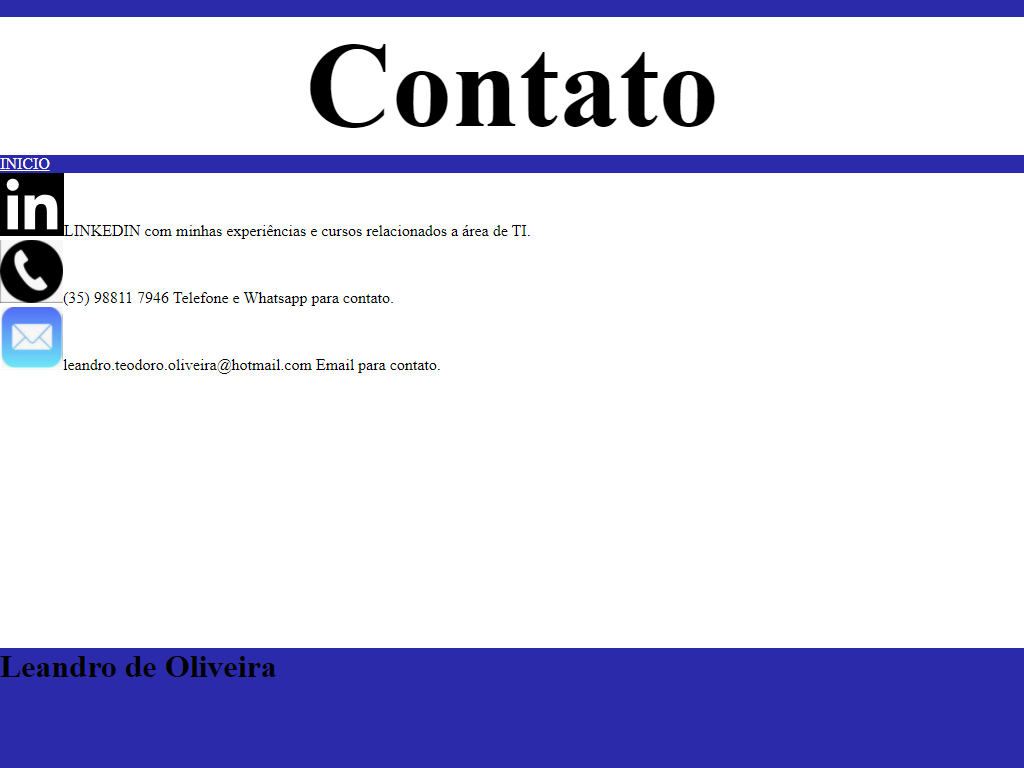 Contato
INICIO
in
LINKEDIN com minhas experiências e cursos relacionados a área de TI.
(35) 98811 7946 Telefone e Whatsapp para contato.
leandro.teodoro.oliveira@hotmail.com Email para contato.
Leandro de Oliveira